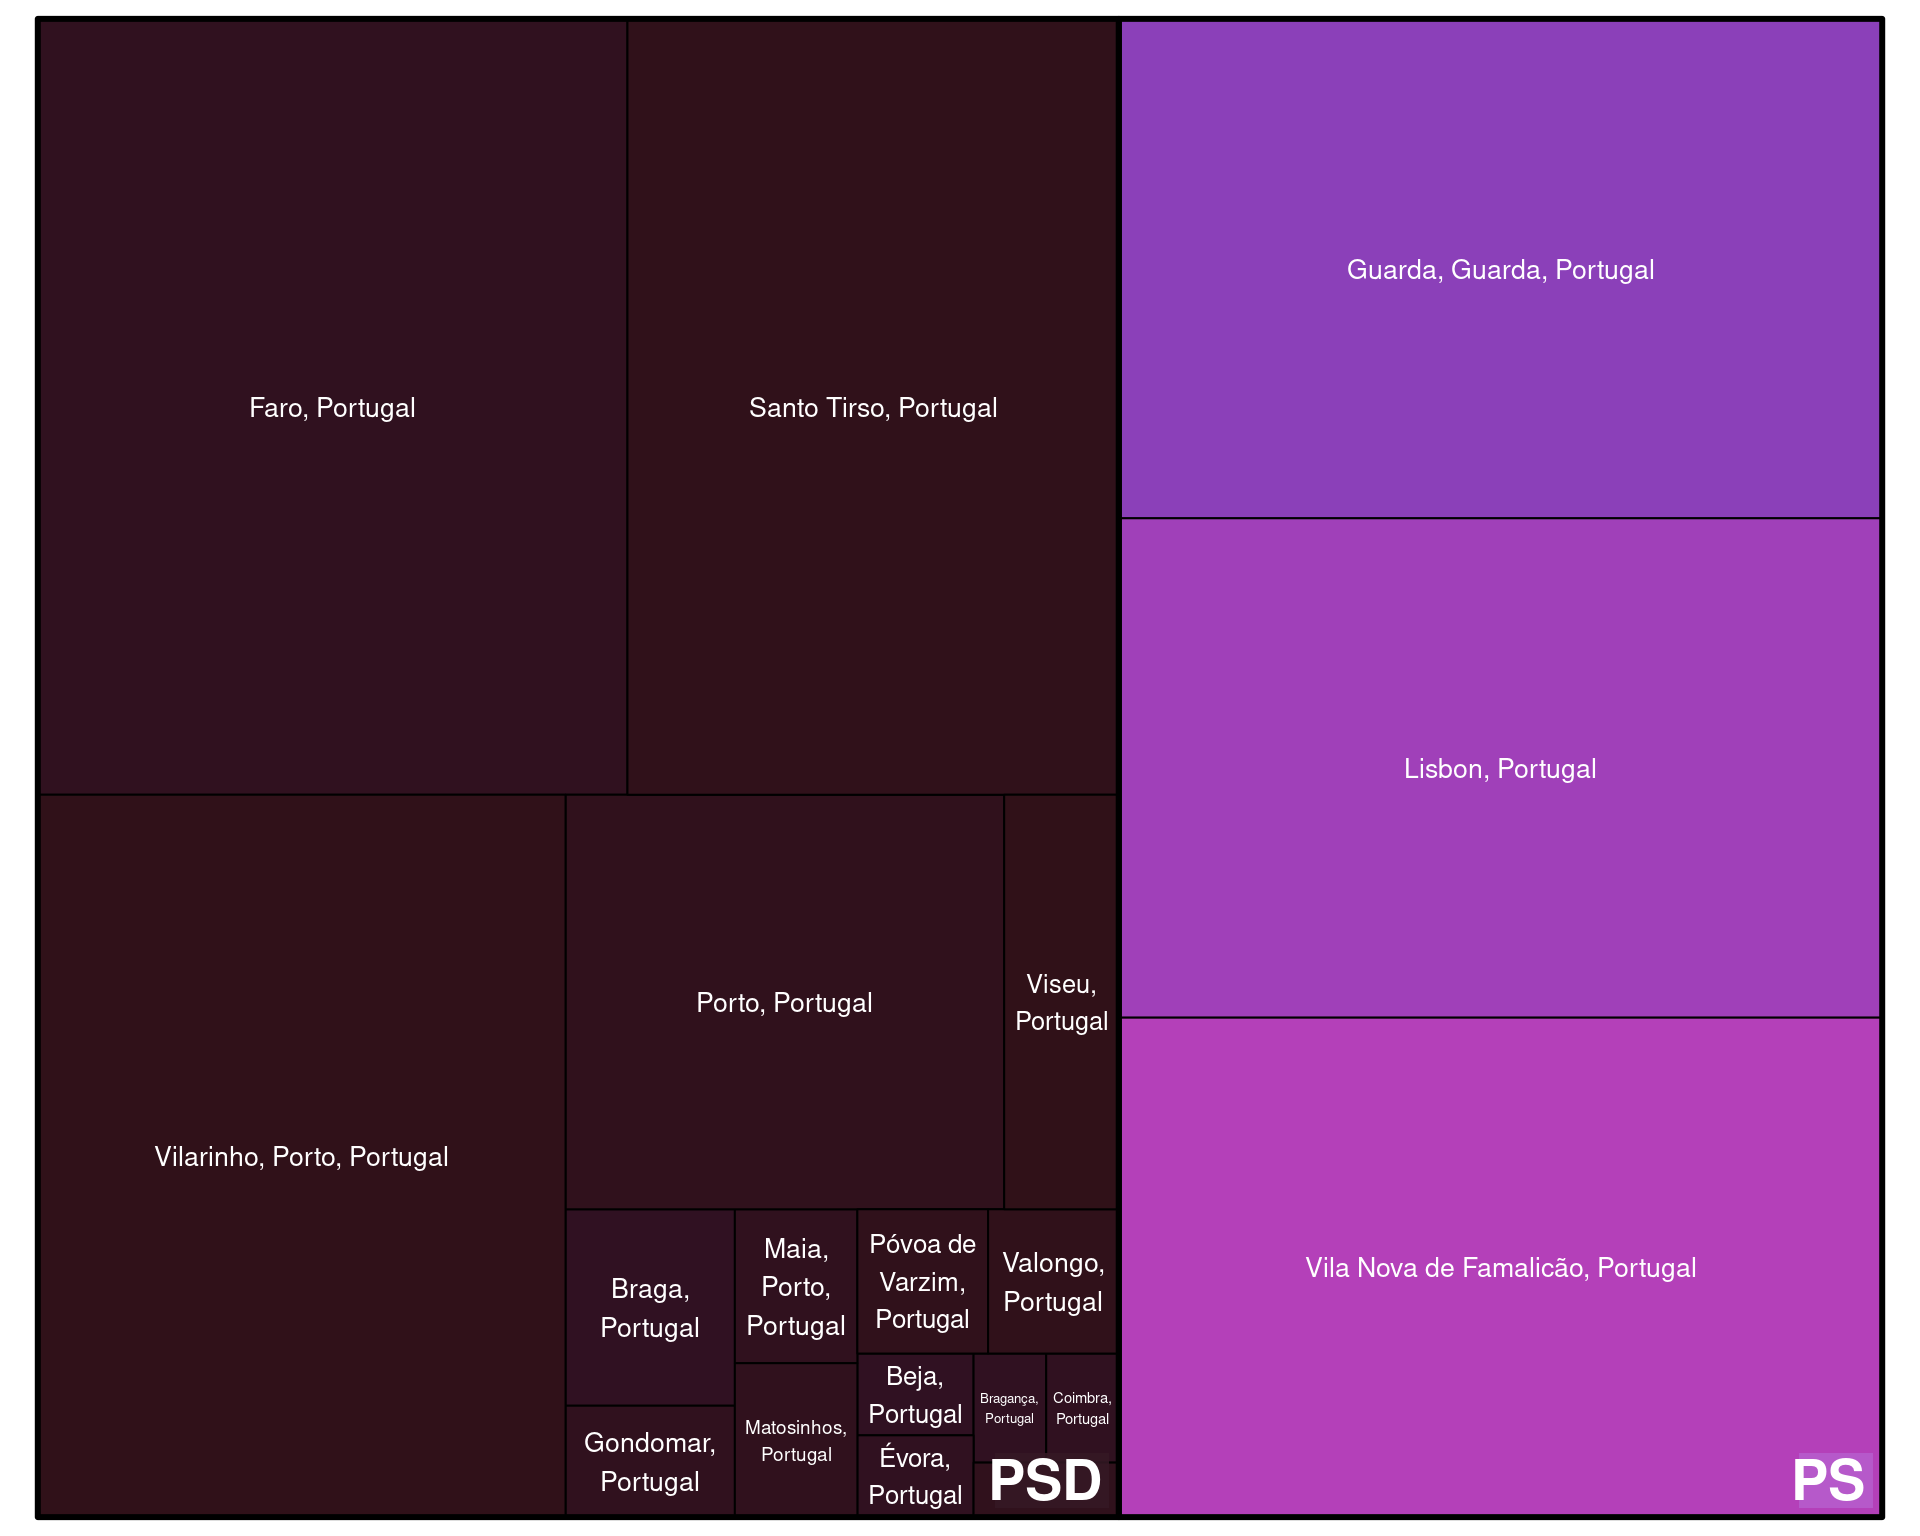 Faro, Portugal
Santo Tirso, Portugal
Guarda, Guarda, Portugal
Lisbon, Portugal
Vilarinho, Porto, Portugal
Porto, Portugal
Viseu,
Portugal
Braga,
Portugal
Maia,
Porto,
Portugal
Póvoa de
Varzim,
Portugal
Valongo,
Portugal
Gondomar,
Portugal
Matosinhos,
Portugal
Beja,
Portugal
Évora,
Portugal
Bragança,
Portugal
Coimbra,
Portugal
PSD
Vila Nova de Famalicão, Portugal
PS